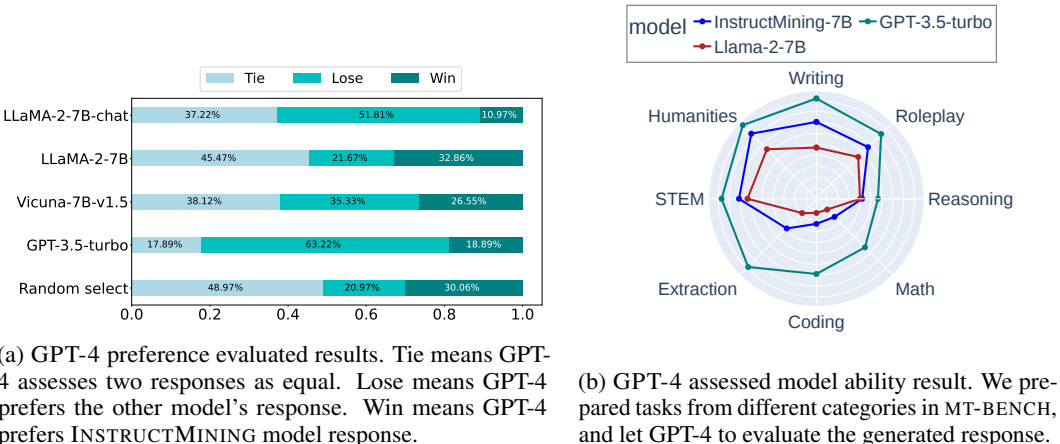 Tie Lose Win
LLaMA-2-7B-chat 37.22% 51.81% 10.97%
LLaMA-2-7B 45.47% 21.67% 32.86%
Vicuna-7B-v1.5 38.12% 35.33% 26.55%
GPT-3.5-turbo 17.89% 63.22% 18.89%
Random select 48.97% 20.97% 30.06%
0.0 0.2 0.4 0.6 0.8 1.0
(a) GPT-4 preference evaluated results. Tie means GPT-
4 assesses two responses as equal. Lose means GPT-4
prefers the other model's response. Win means GPT-4
prefers INSTRUCTMINING model response.
model InstructMining-7B GPT-3.5-turbo
Llama-2-7B
Writing
Humanities Roleplay
STEM Reasoning
Extraction Math
Coding
(b) GPT-4 assessed model ability result. We pre-
pared tasks from different categories in MT-BENCH,
and let GPT-4 to evaluate the generated response.